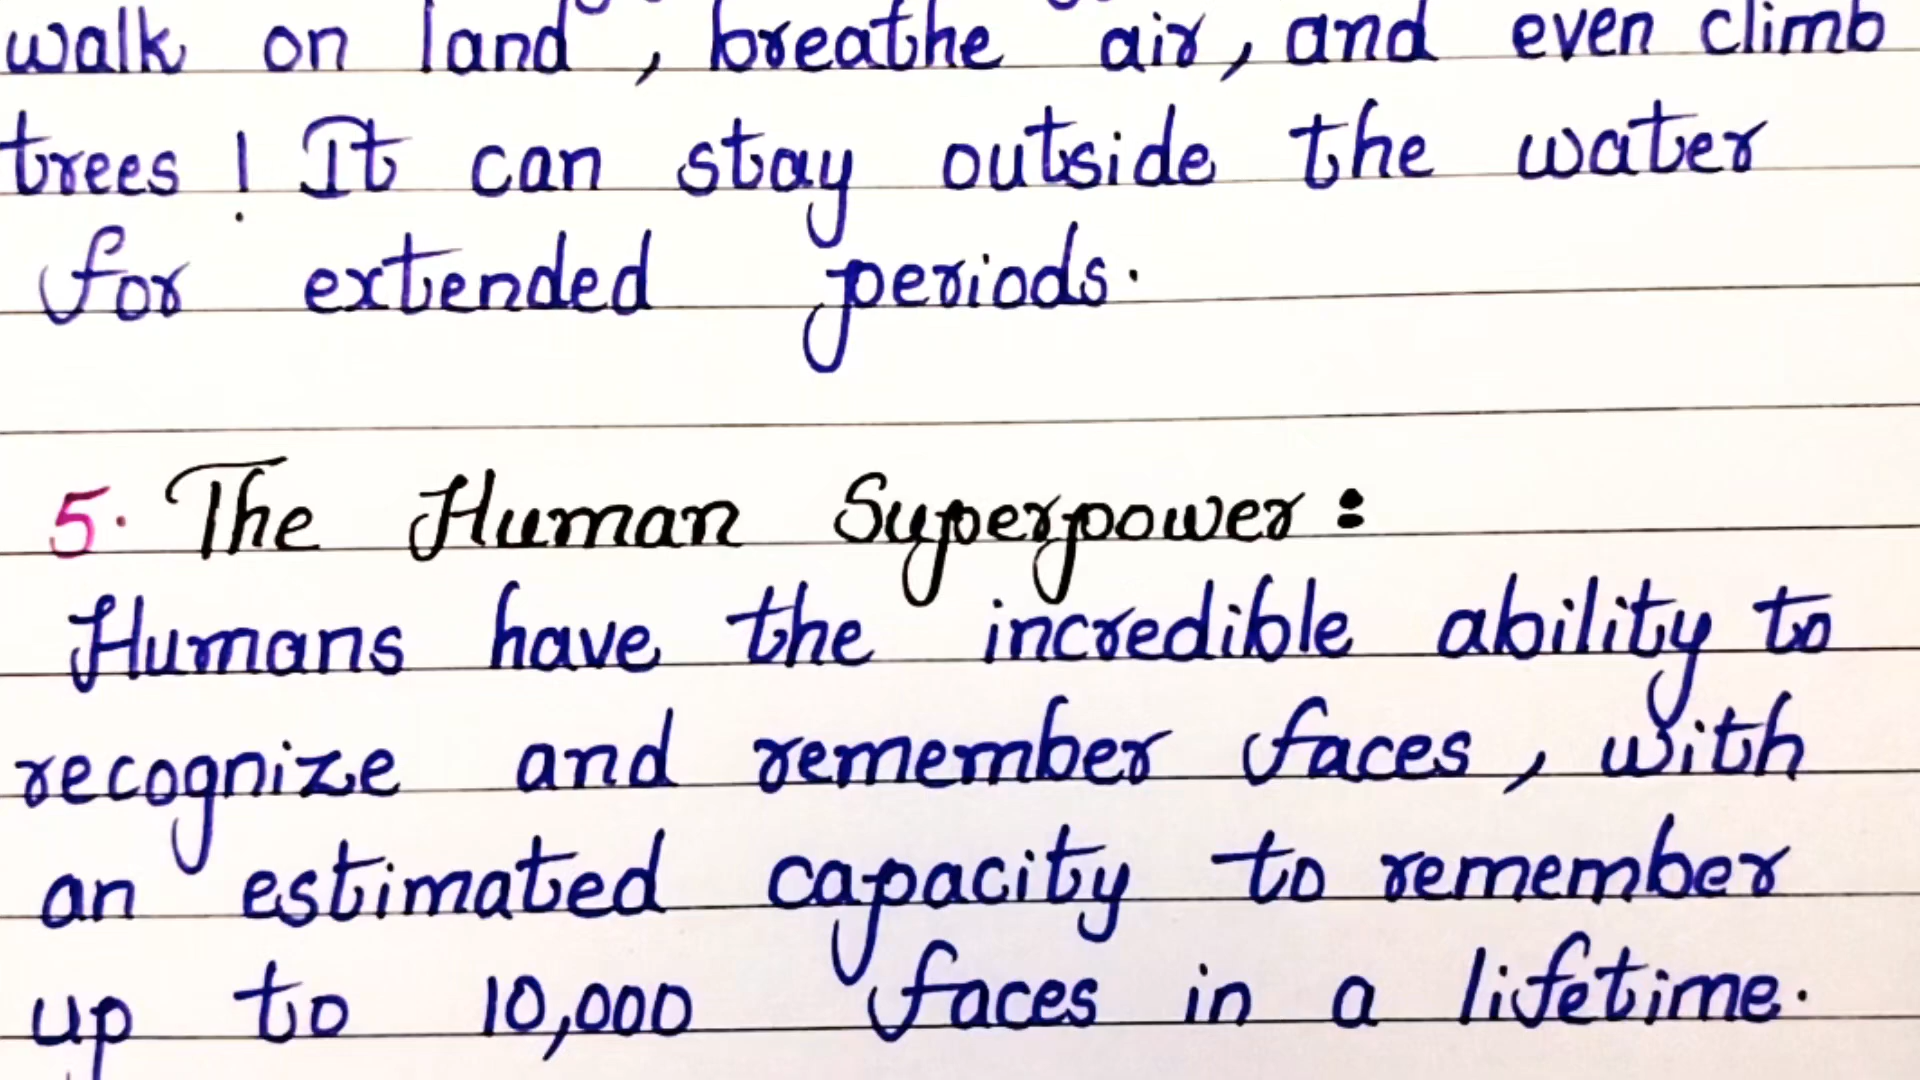 walk on land, breathe air, and even climb
trees! It can stay outside the water
for extended periods.
5. The Human Superpower:
Humans have the incredible ability to
recognize and remember faces, with
an estimated capacity to remember
up to 10,000 faces in a lifetime.